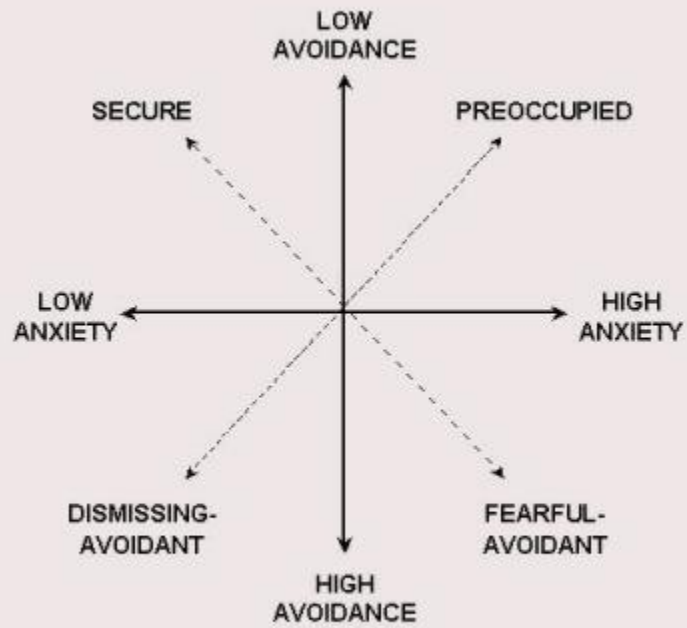 LOW
AVOIDANCE
SECURE
PREOCCUPIED
LOW
ANXIETY
HIGH
ANXIETY
DISMISSING-
AVOIDANT
FEARFUL-
AVOIDANT
HIGH
AVOIDANCE